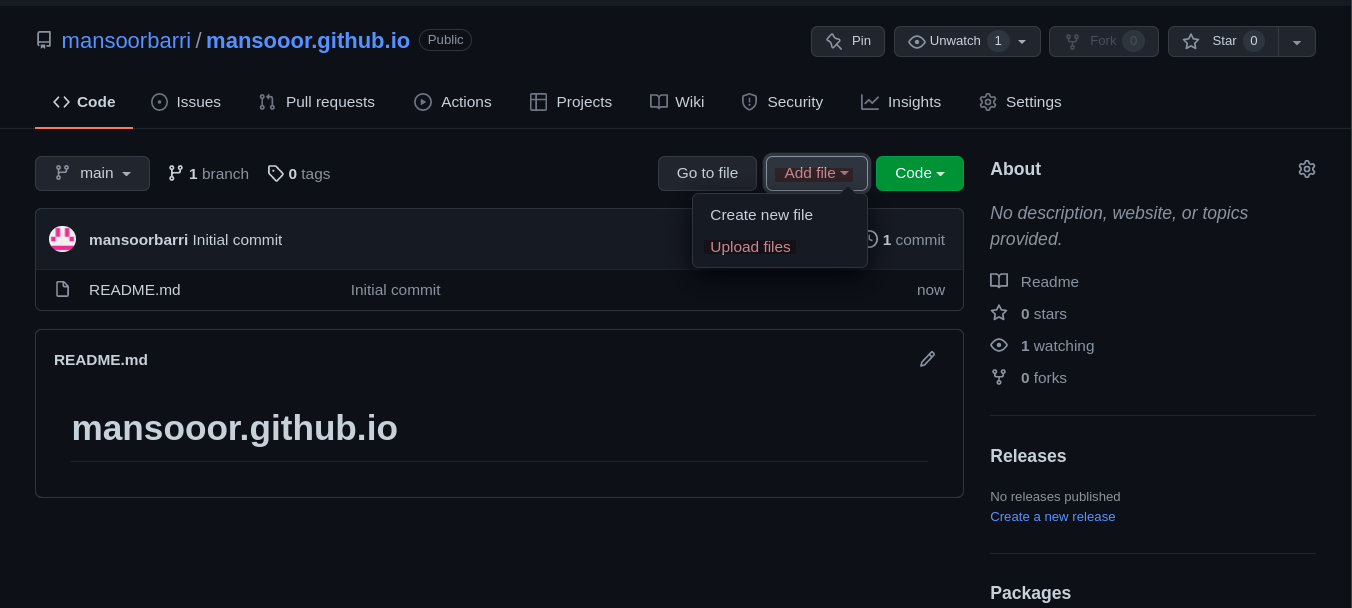 mansoorbarri / mansooor.github.io Public
Pin
Unwatch 1
Fork 0
Star 0
Code
Issues
Pull requests
Actions
Projects
Wiki
Security
Insights
Settings
main
1 branch
0 tags
Go to file
Add file
Code
Create new file
Upload files
mansoorbarri Initial commit
1 commit
README.md
Initial commit
now
README.md
mansooor.github.io
About
No description, website, or topics
provided.
Readme
0 stars
1 watching
0 forks
Releases
No releases published
Create a new release
Packages